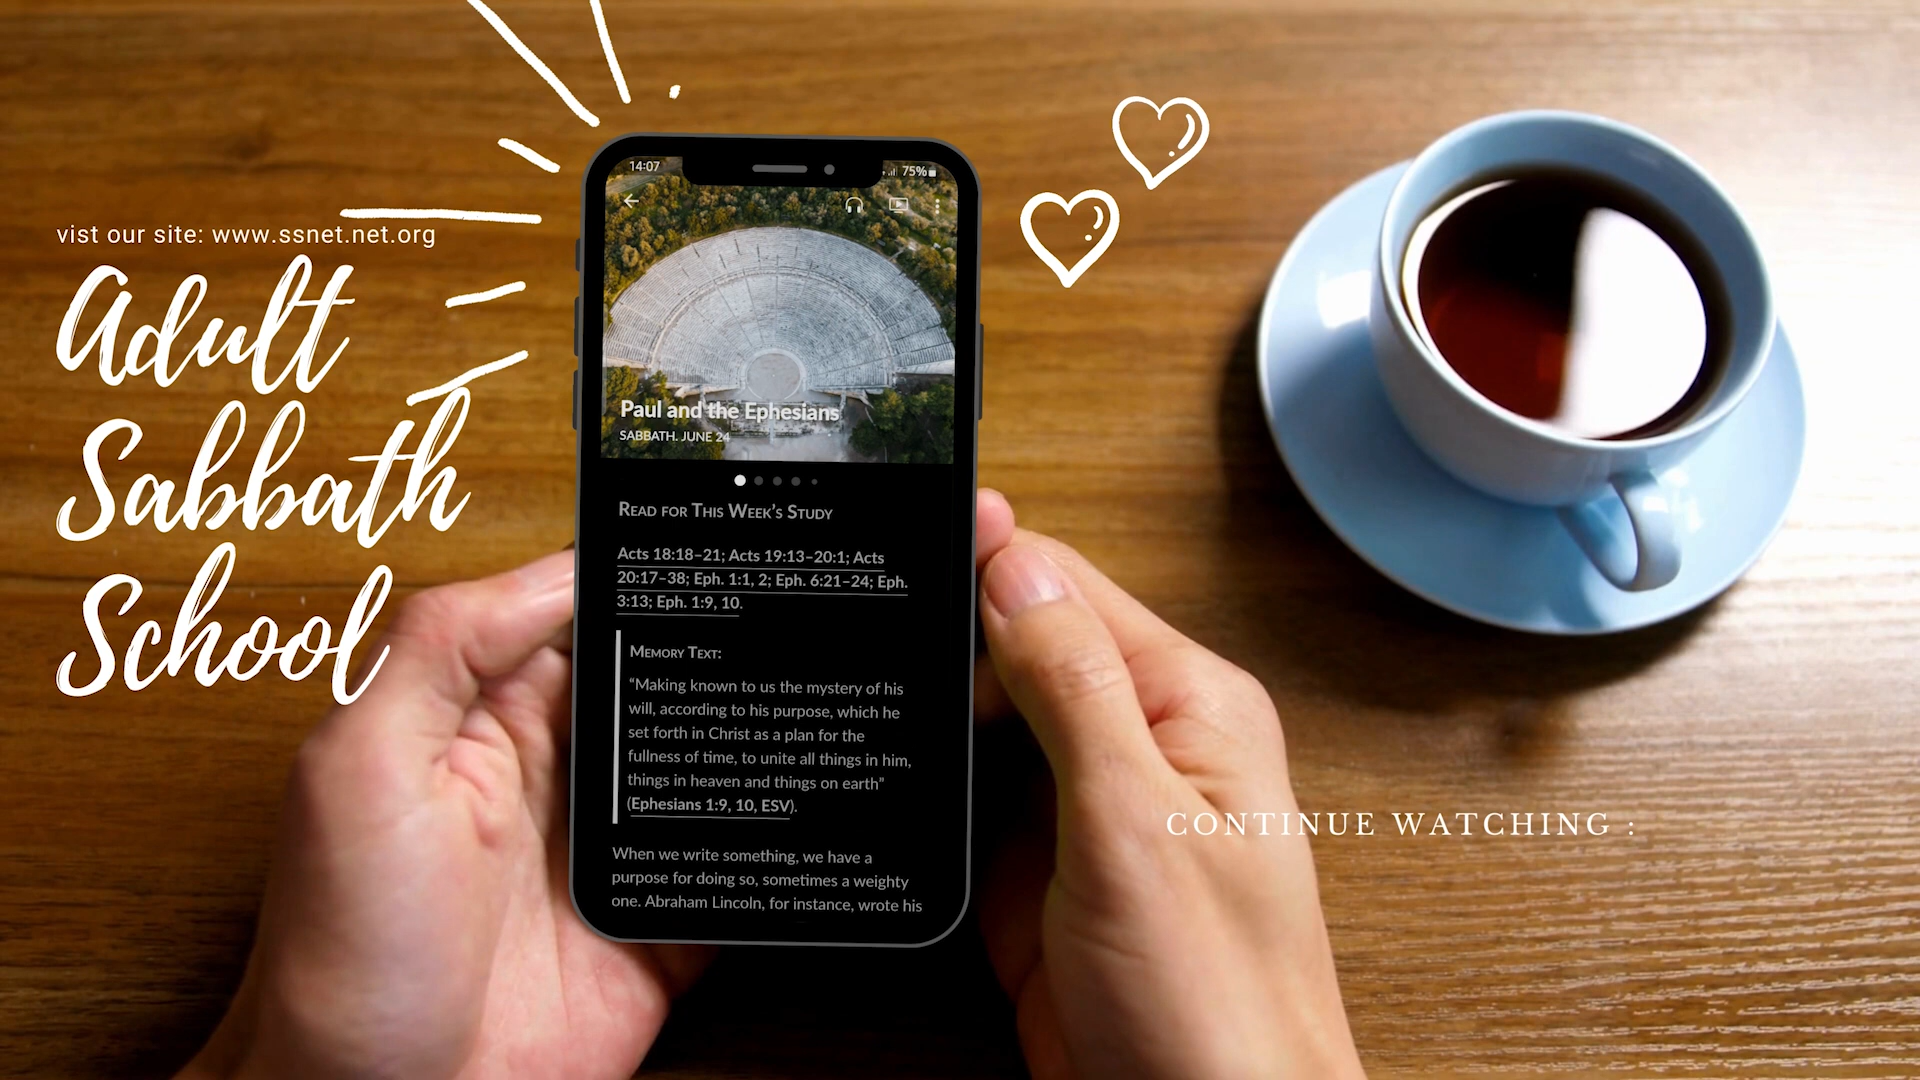 vist our site: www.ssnet.net.org
Adult
Sabbath
School
14:07
75%
Paul and the Ephesians
SABBATH. JUNE 24
READ FOR THIS WEEK'S STUDY
Acts 18:18–21; Acts 19:13–20:1; Acts
20:17–38; Eph. 1:1, 2; Eph. 6:21–24; Eph.
3:13; Eph. 1:9, 10.
MEMORY TEXT:
“Making known to us the mystery of his
will, according to his purpose, which he
set forth in Christ as a plan for the
fullness of time, to unite all things in him,
things in heaven and things on earth”
(Ephesians 1:9, 10, ESV).
When we write something, we have a
purpose for doing so, sometimes a weighty
one. Abraham Lincoln, for instance, wrote his
CONTINUE WATCHING :